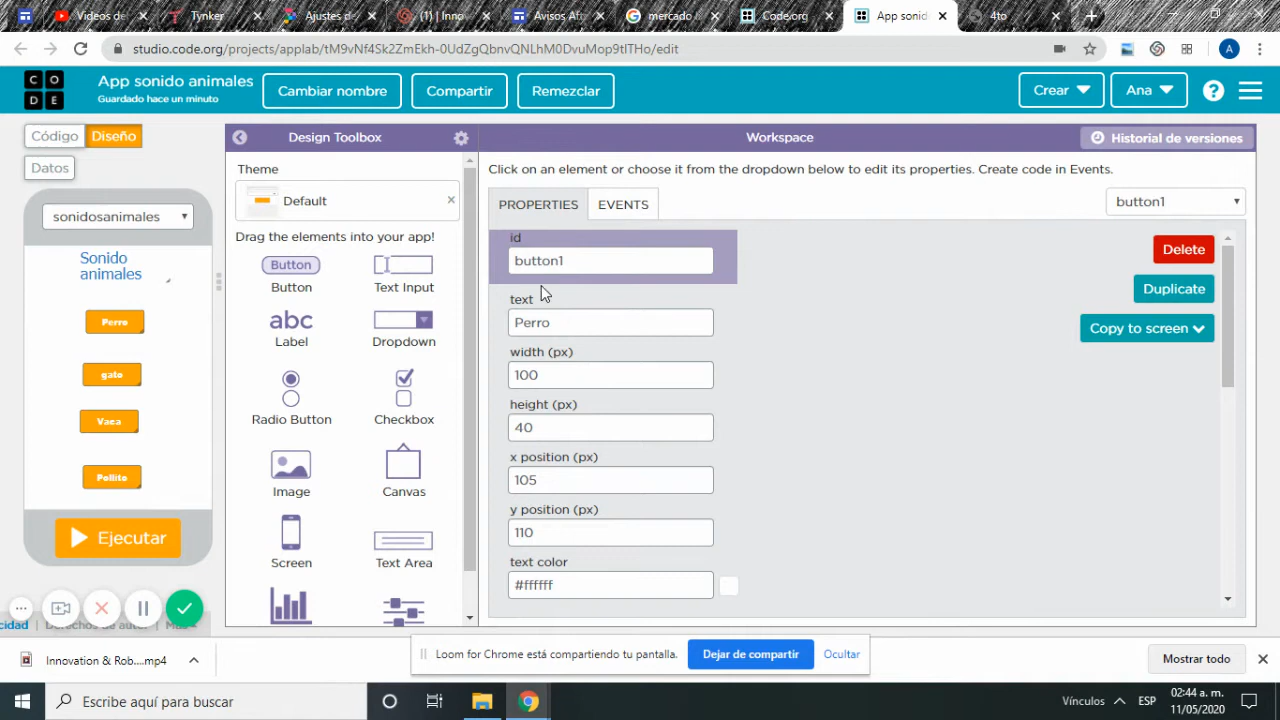 Videos de
Tynker
Ajustes de
(1) | Inno
Avisos Afi
mercado l
Code.org
App sonid
4to
studio.code.org/projects/applab/tM9vNf4Sk2ZmEkh-0UdZgQbnvQNLhM0DvuMop9tITHo/edit
A
C O
D E
App sonido animales
Guardado hace un minuto
Cambiar nombre
Compartir
Remezclar
Crear
Ana
?
Código
Diseño
Datos
Design Toolbox
Workspace
Historial de versiones
Theme
Default
Click on an element or choose it from the dropdown below to edit its properties. Create code in Events.
PROPERTIES
EVENTS
button1
sonidosanimales
Sonido
animales
Perro
gato
Vaca
Pollito
Ejecutar
Drag the elements into your app!
Button
Button
Text Input
abc
Label
Dropdown
Radio Button
Checkbox
Image
Canvas
Screen
Text Area
id
button1
text
Perro
width (px)
100
height (px)
40
x position (px)
105
y position (px)
110
text color
#ffffff
Delete
Duplicate
Copy to screen
cidad
Derechos de autor
Más
Innovation & Rob....mp4
Loom for Chrome está compartiendo tu pantalla.
Dejar de compartir
Ocultar
Mostrar todo
Escribe aquí para buscar
Vínculos
ESP
02:44 a. m.
11/05/2020